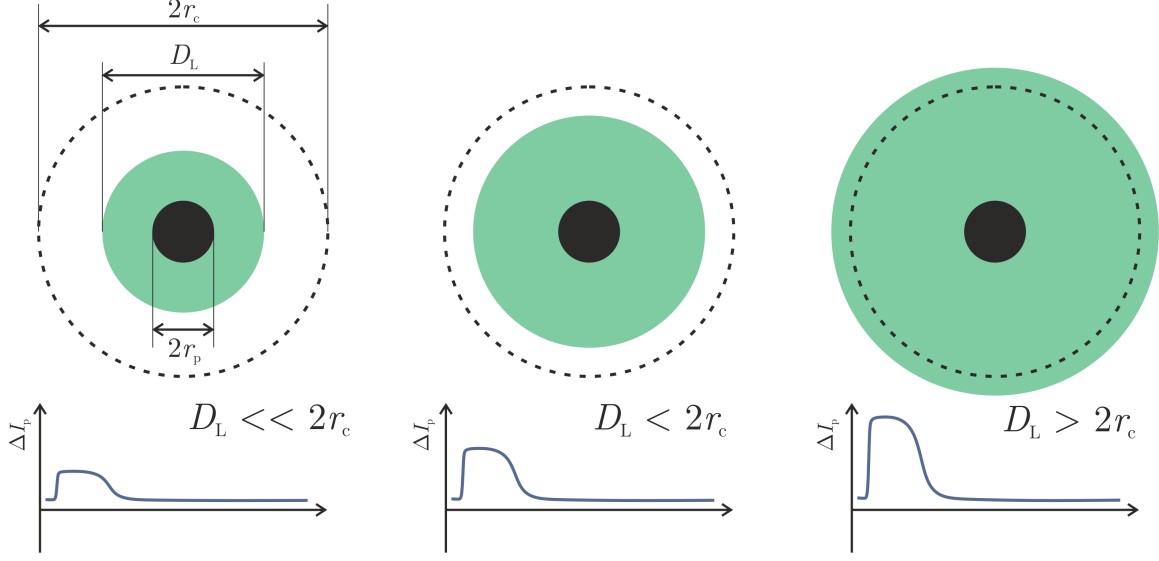 2r_c
D_L
2r_p
ΔI_p
D_L << 2r_c
ΔI_p
D_L < 2r_c
ΔI_p
D_L > 2r_c